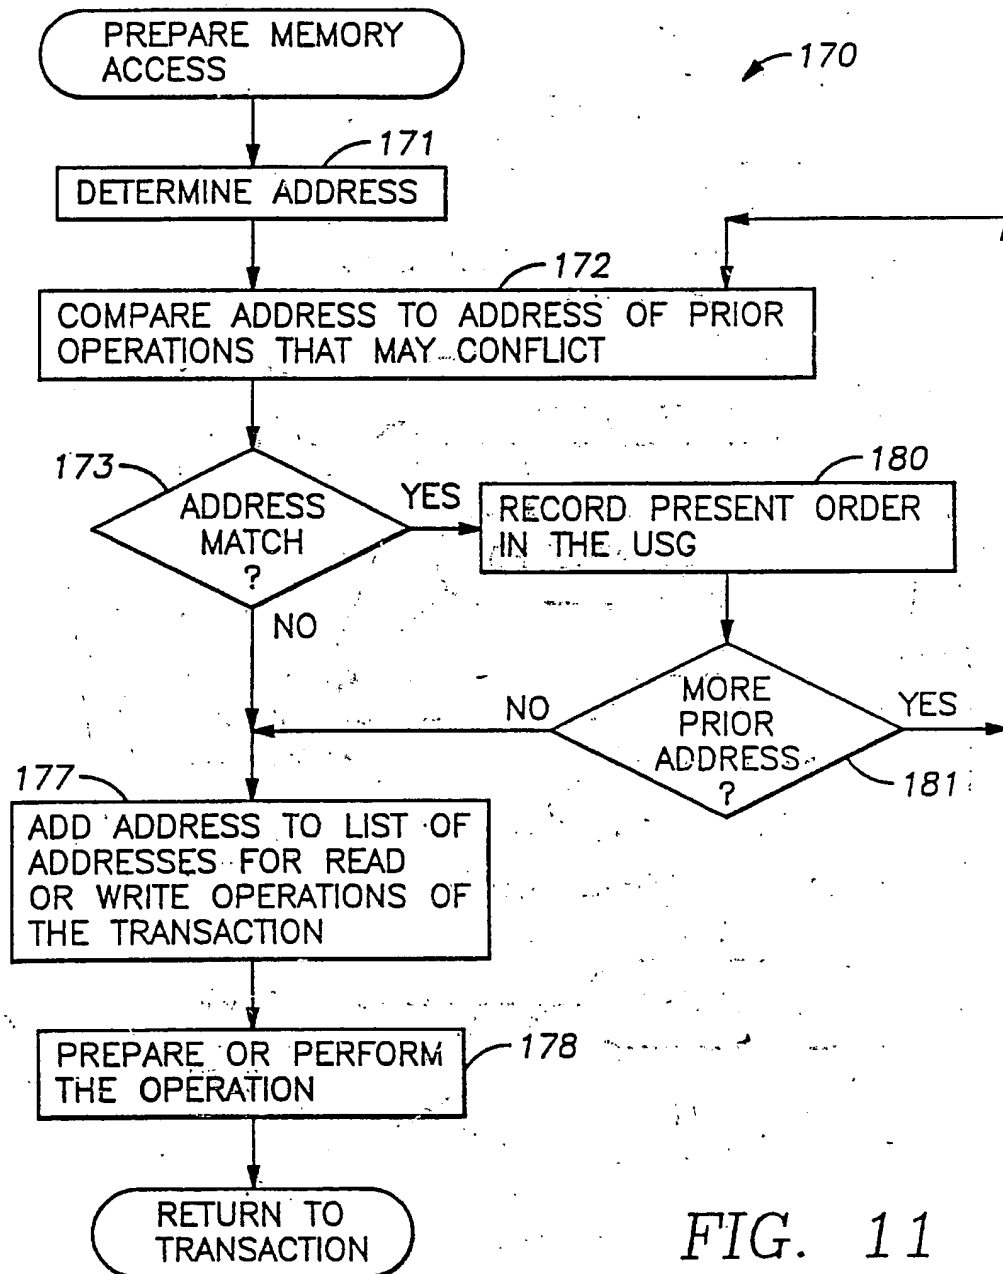 PREPARE MEMORY
ACCESS
170
171
DETERMINE ADDRESS
172
COMPARE ADDRESS TO ADDRESS OF PRIOR
OPERATIONS THAT MAY CONFLICT
173
ADDRESS
MATCH
?
YES
NO
180
RECORD PRESENT ORDER
IN THE USG
MORE
PRIOR
ADDRESS
?
NO
YES
181
177
ADD ADDRESS TO LIST OF
ADDRESSES FOR READ
OR WRITE OPERATIONS OF
THE TRANSACTION
PREPARE OR PERFORM
THE OPERATION
178
RETURN TO
TRANSACTION
FIG. 11